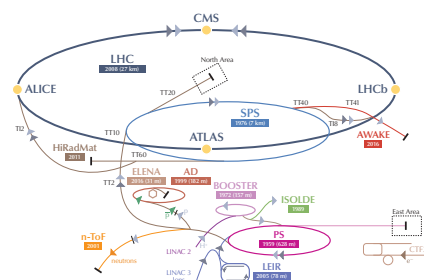 CMS
North Area
LHC
2008 (27 km)
TT20
ALICE
LHCb
TT40
TT41
SPS
1976 (7 km)
TI8
TI2
TT10
ATLAS
AWAKE
2016
HiRadMat
2011
TT60
ELENA
AD
TT2
2016 (31 m)
1999 (182 m)
BOOSTER
1972 (157 m)
ISOLDE
1989
p
p
East Area
n-ToF
2001
PS
1959 (628 m)
LINAC 2
neutrons
CTF
e-
LEIR
LINAC 3
2005 (78 m)
Ions